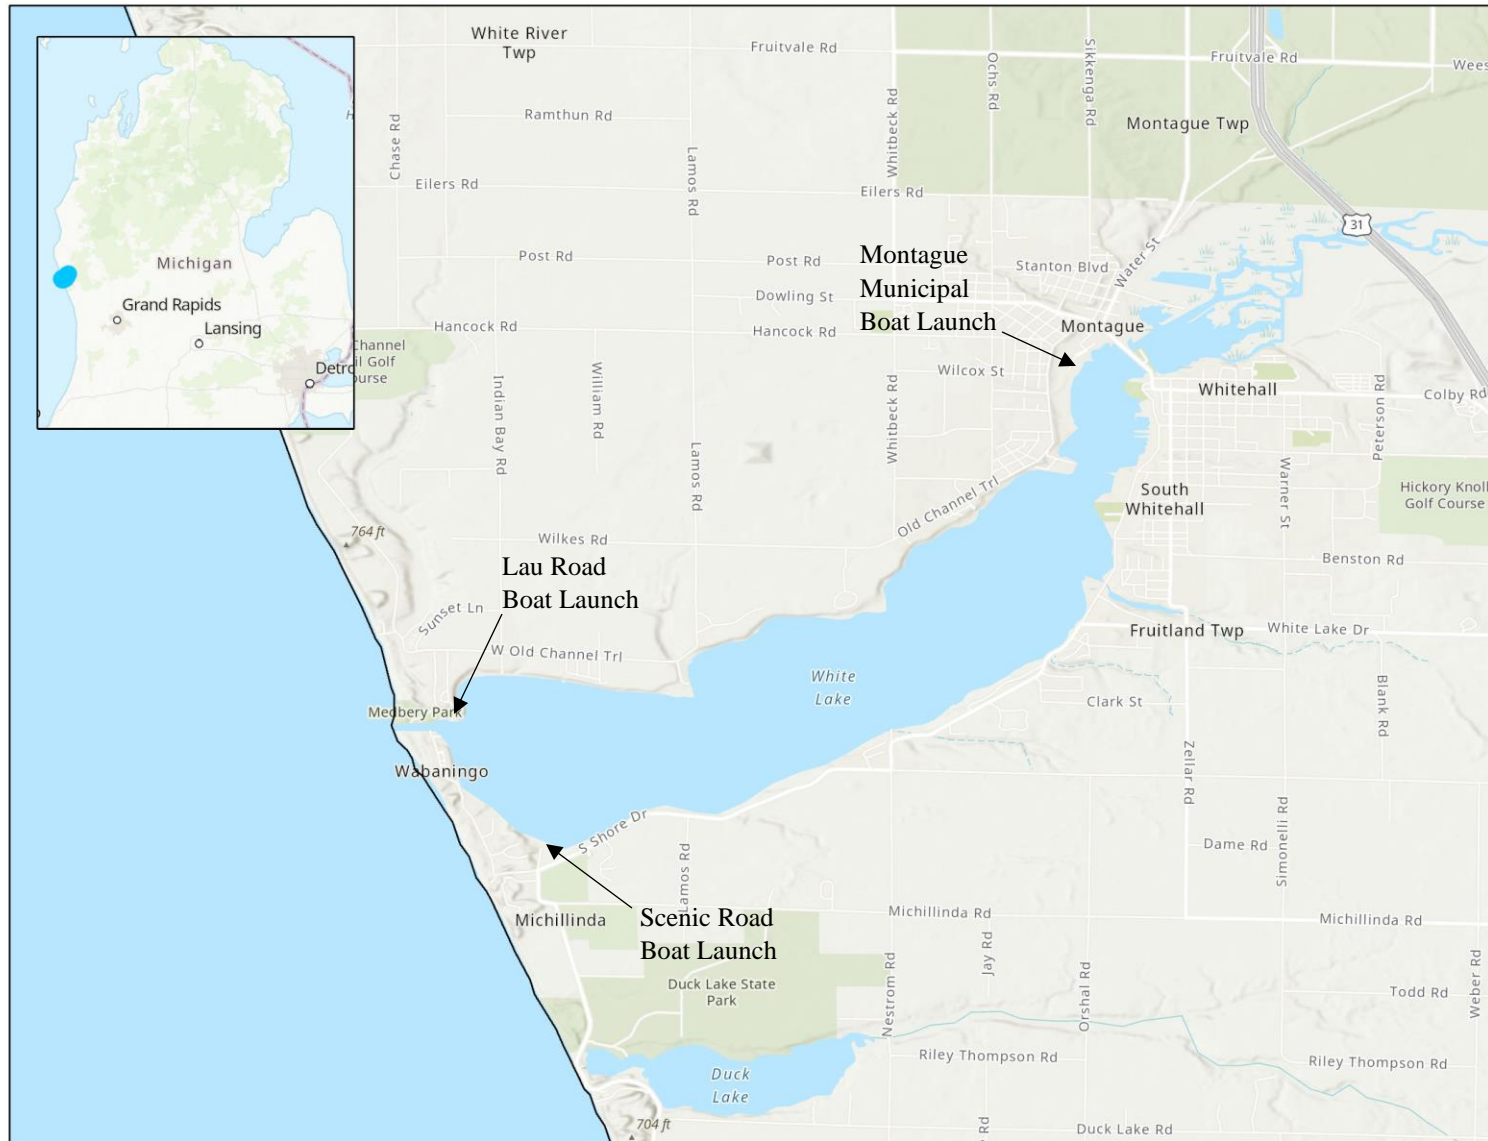 White River
Twp
Fruitvale Rd
Fruitvale Rd
Ochs Rd
Sikkenga Rd
Chase Rd
Ramthun Rd
Whitbeck Rd
Montague Twp
Lamos Rd
Eilers Rd
Eilers Rd
31
Michigan
Grand Rapids
Lansing
Post Rd
Post Rd
Montague
Municipal
Boat Launch
Stanton Blvd
Water St
Dowling St
Hancock Rd
Hancock Rd
Montague
Channel
il Golf
ourse
Indian Bay Rd
William Rd
Lamos Rd
Whitbeck Rd
Wilcox St
Whitehall
Peterson Rd
Colby Rd
764 ft
Old Channel Trl
South
Whitehall
Warner St
Hickory Knoll
Golf Course
Wilkes Rd
Benston Rd
Lau Road
Boat Launch
Sunset Ln
W Old Channel Trl
Fruitland Twp
White Lake Dr
White
Lake
Medbery Park
Clark St
Blank Rd
Wabaningo
Zellar Rd
Simonelli Rd
S Shore Dr
Dame Rd
Lamos Rd
Michillinda
Scenic Road
Boat Launch
Michillinda Rd
Michillinda Rd
Jay Rd
Nestrom Rd
Orshal Rd
Weber Rd
Duck Lake State
Park
Todd Rd
Riley Thompson Rd
Riley Thompson Rd
Duck
Lake
704 ft
Duck Lake Rd